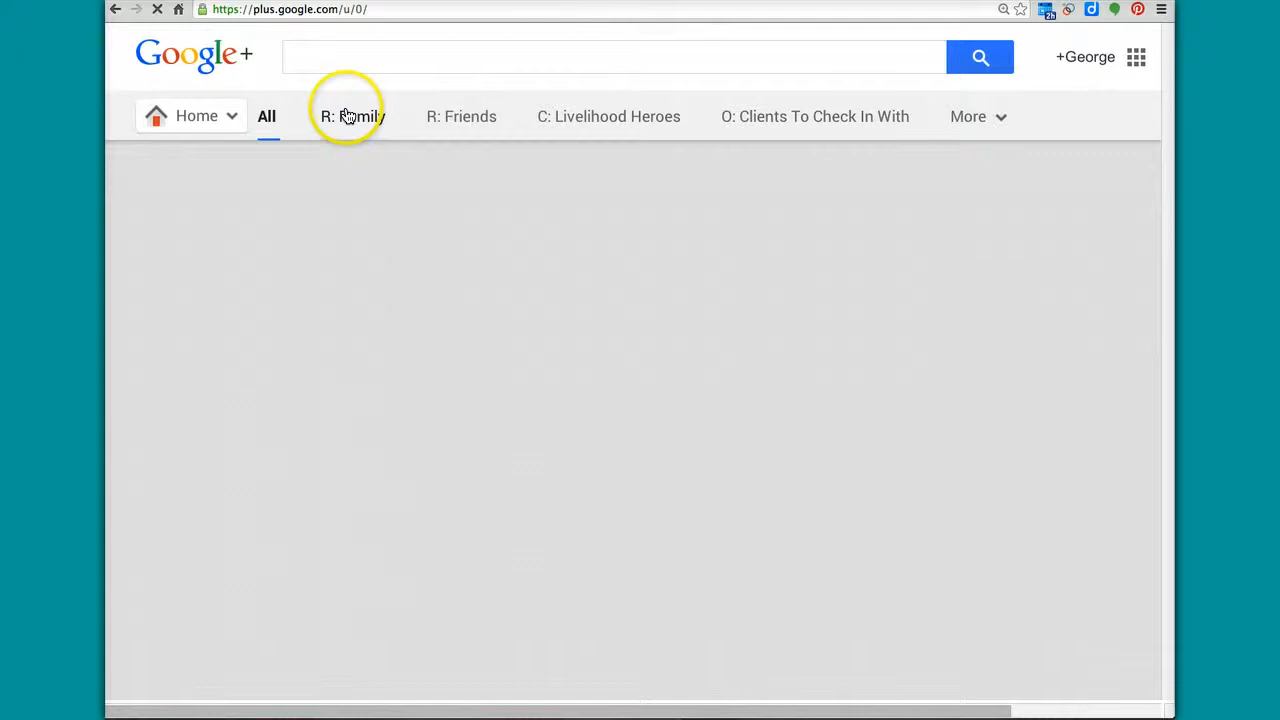 https://plus.google.com/u/0/
2h
d
Google+
+George
Home
All
R: Family
R: Friends
C: Livelihood Heroes
O: Clients To Check In With
More